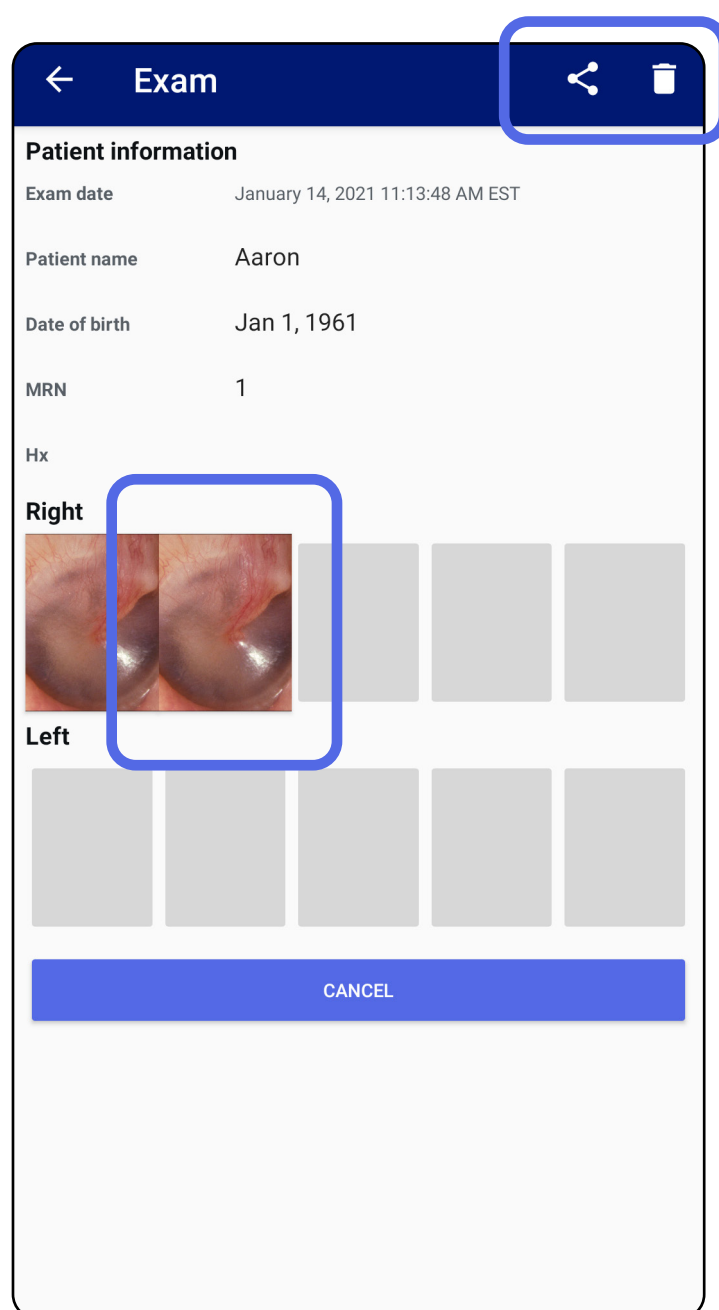 Exam
Patient information
Exam date January 14, 2021 11:13:48 AM EST
Patient name Aaron
Date of birth Jan 1, 1961
MRN 1
Hx
Right
Left
CANCEL